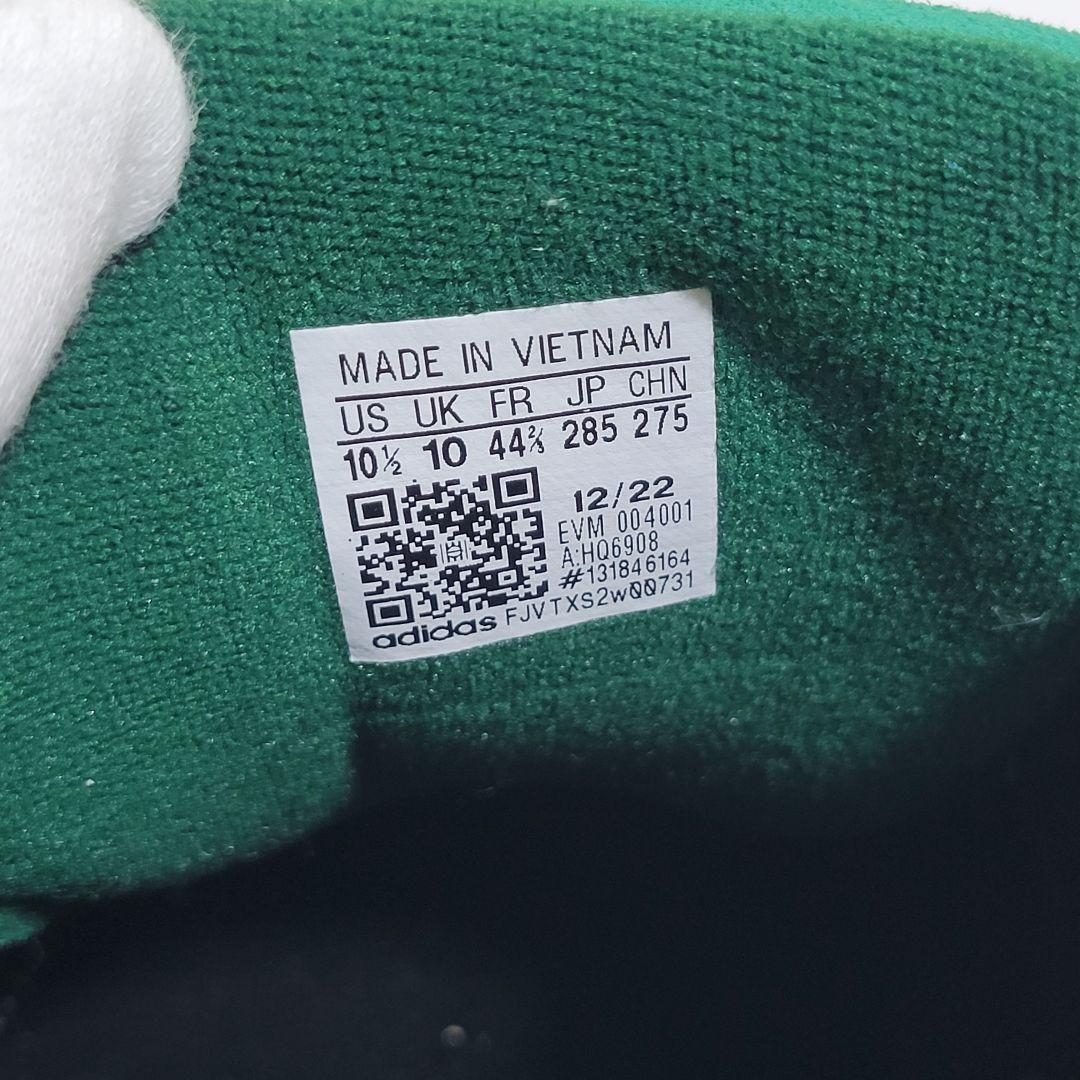 MADE IN VIETNAM
US UK FR JP CHN
10½ 10 44⅔ 285 275
12/22
EVM 004001
A:HQ6908
#131846164
adidas FJVTXS2W00731